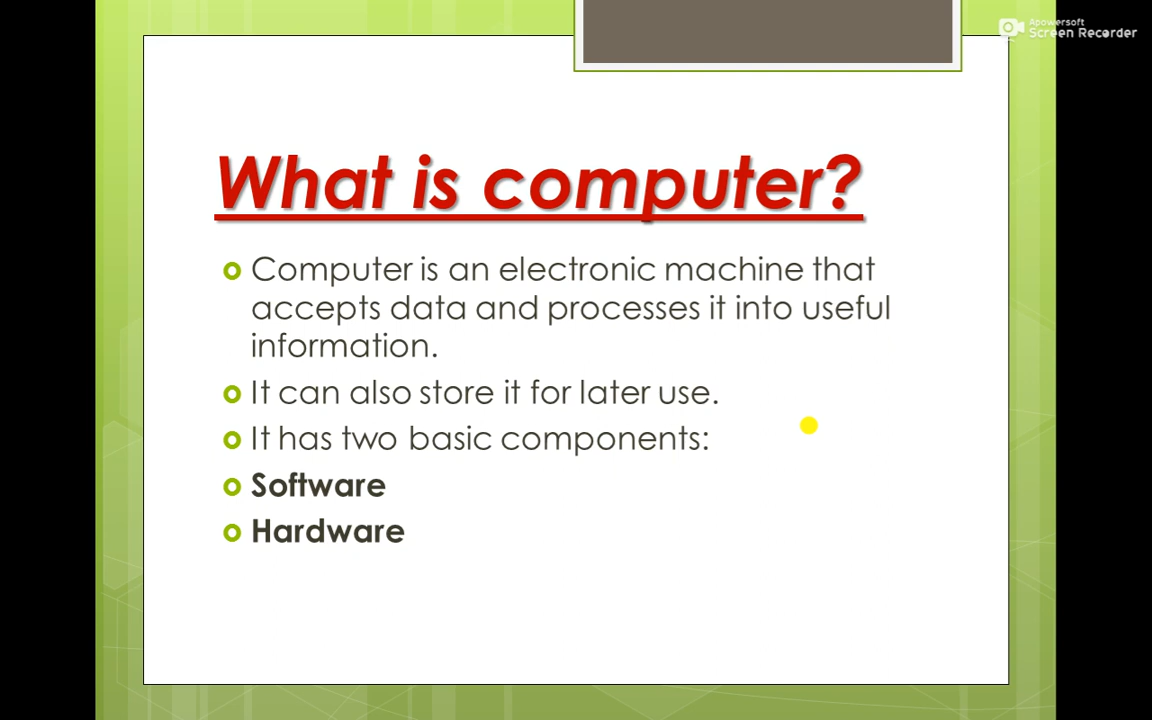 Apowersoft
Screen Recorder
What is computer?
Computer is an electronic machine that
accepts data and processes it into useful
information.
It can also store it for later use.
It has two basic components:
Software
Hardware